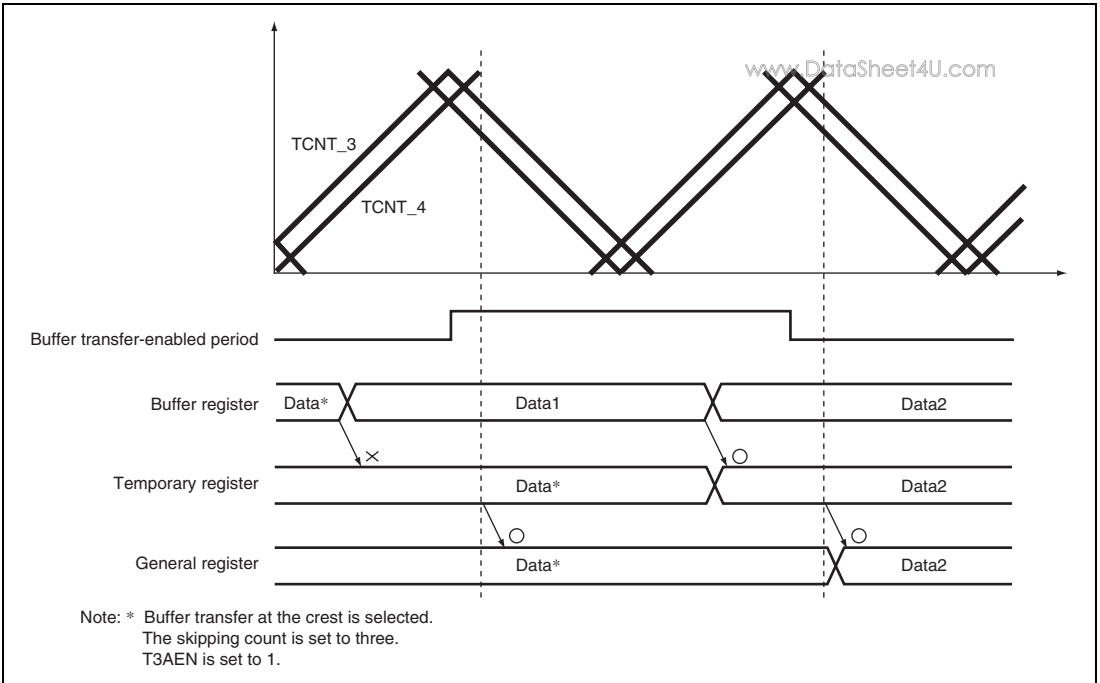 www.DataSheet4U.com
TCNT_3
TCNT_4
Buffer transfer-enabled period
Buffer register
Data*
Data1
Data2
Temporary register
Data*
Data2
General register
Data*
Data2
Note: * Buffer transfer at the crest is selected.
The skipping count is set to three.
T3AEN is set to 1.